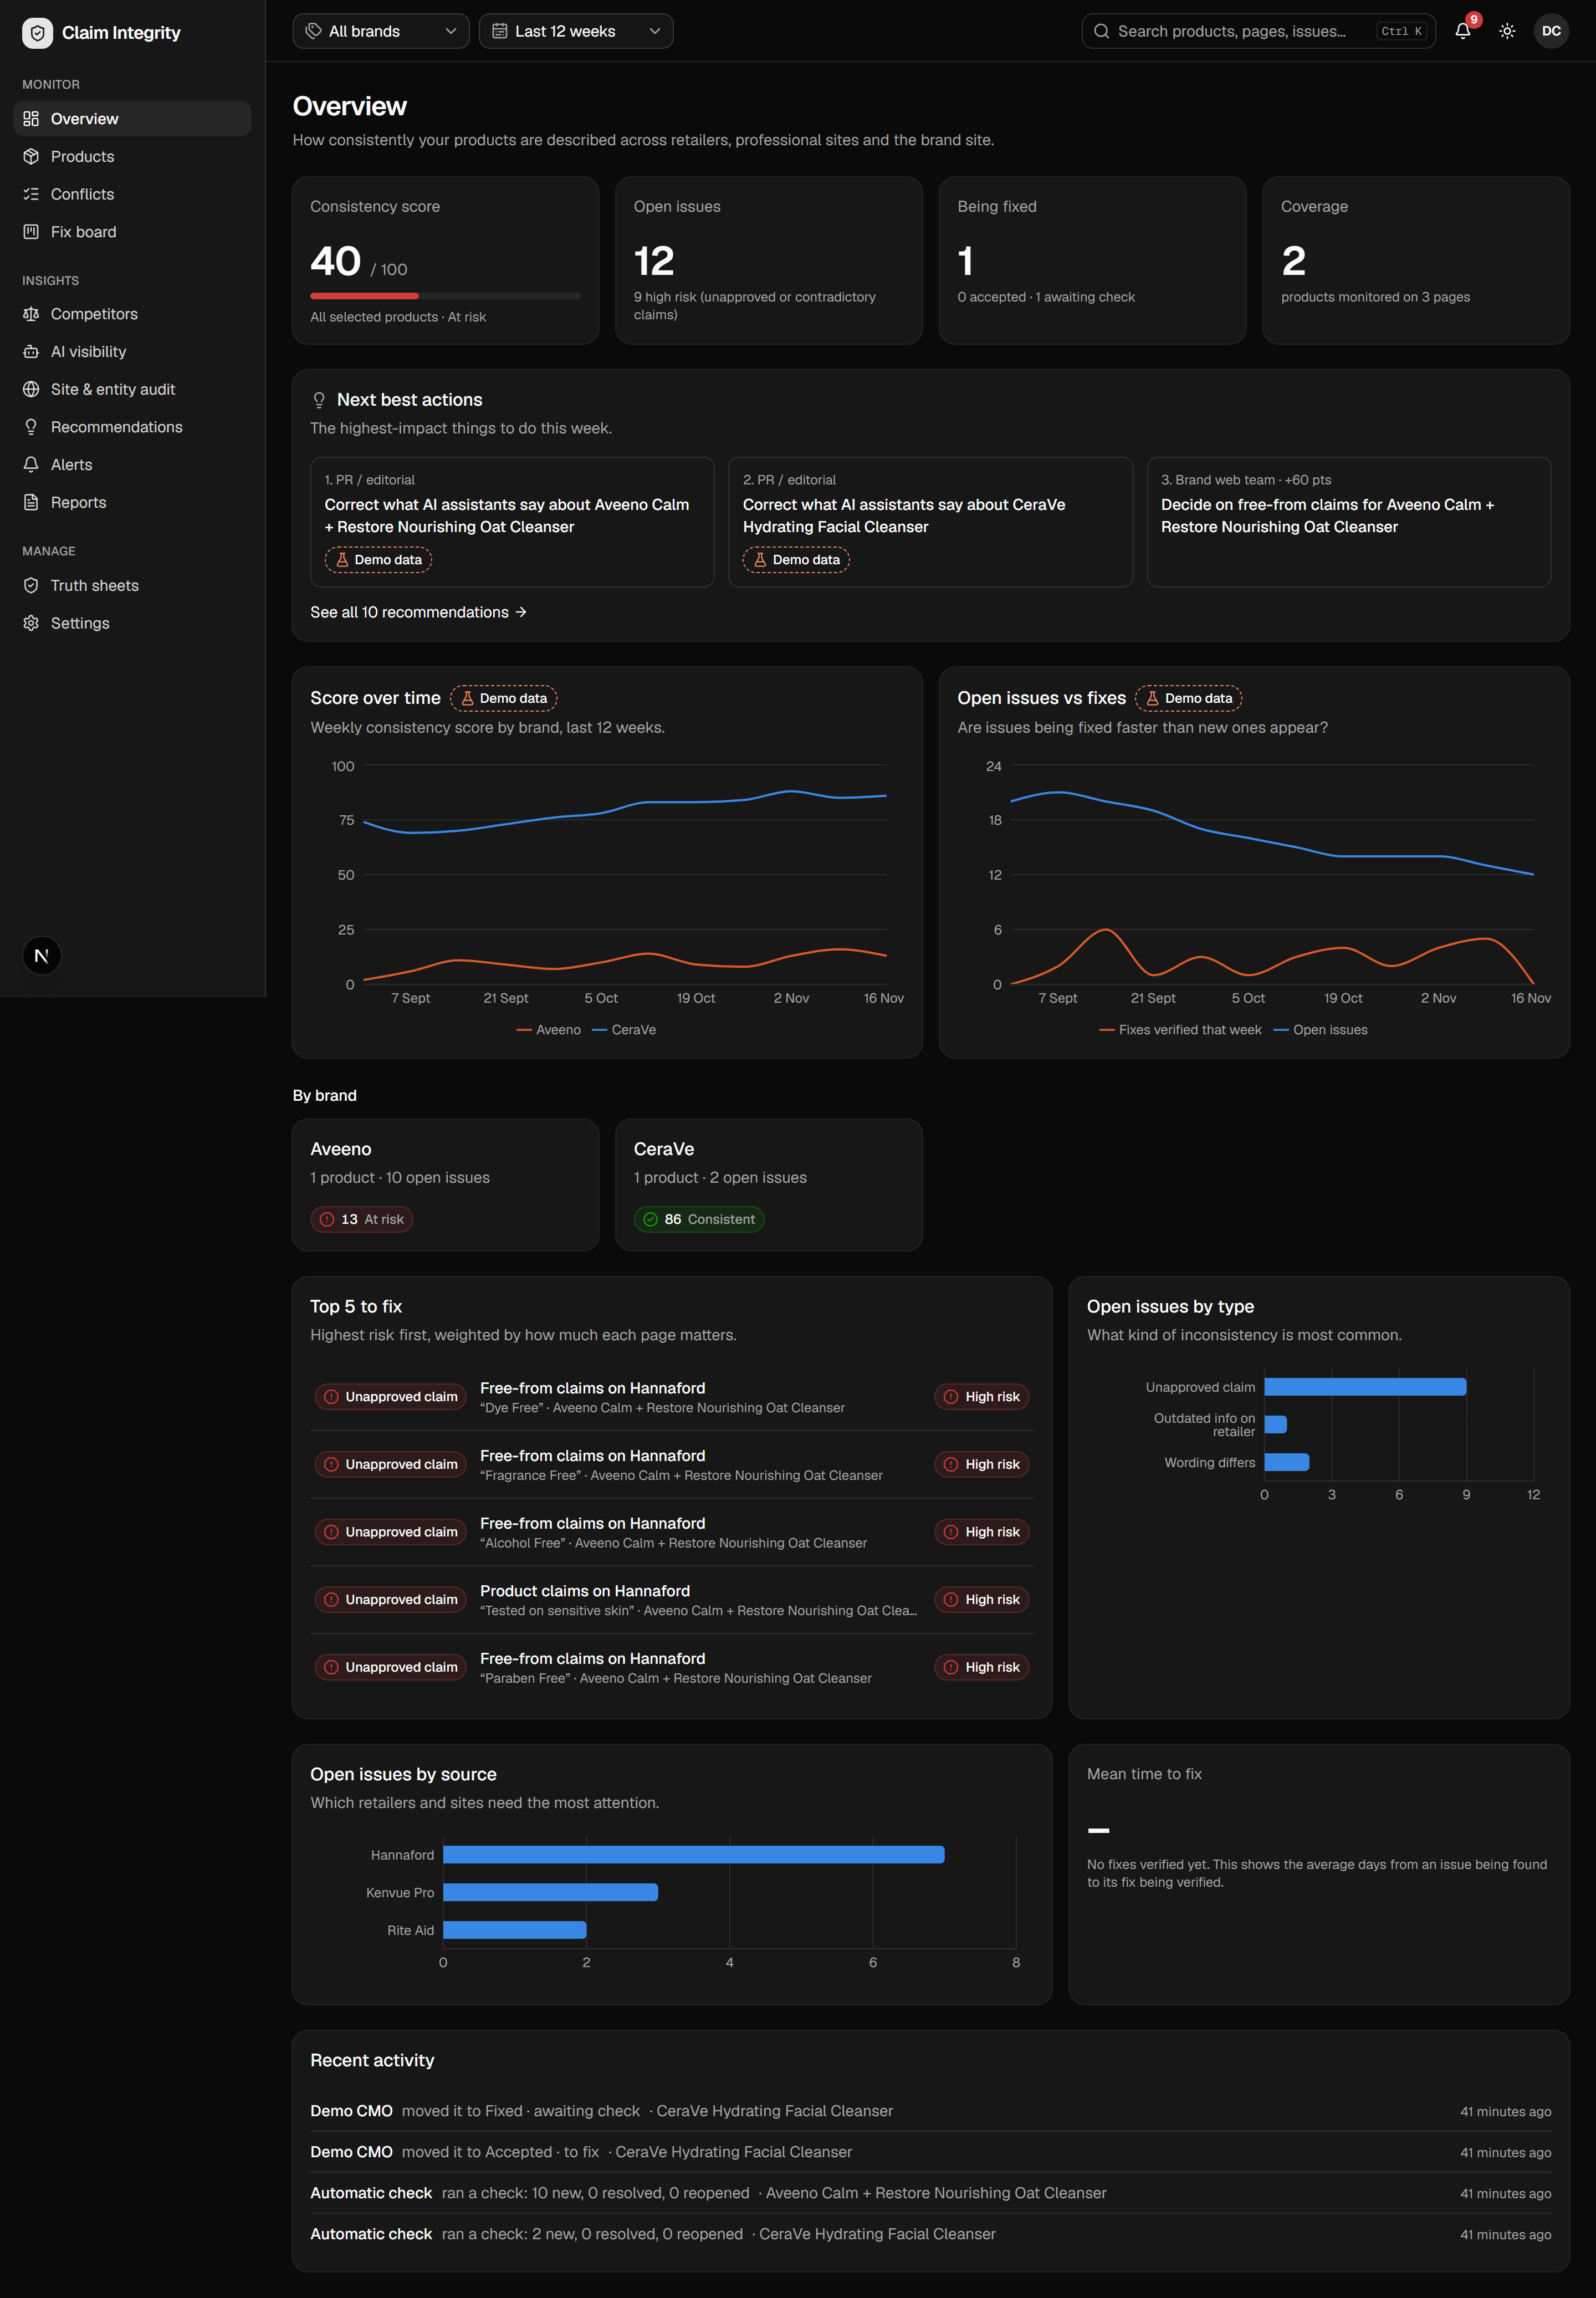 Claim Integrity
MONITOR
Overview
Products
Conflicts
Fix board
INSIGHTS
Competitors
AI visibility
Site & entity audit
Recommendations
Alerts
Reports
MANAGE
Truth sheets
Settings
N
All brands
Last 12 weeks
Search products, pages, issues...
Ctrl K
9
DC
Overview
How consistently your products are described across retailers, professional sites and the brand site.
Consistency score
40 / 100
All selected products · At risk
Open issues
12
9 high risk (unapproved or contradictory
claims)
Being fixed
1
0 accepted · 1 awaiting check
Coverage
2
products monitored on 3 pages
Next best actions
The highest-impact things to do this week.
1. PR / editorial
Correct what AI assistants say about Aveeno Calm
+ Restore Nourishing Oat Cleanser
Demo data
2. PR / editorial
Correct what AI assistants say about CeraVe
Hydrating Facial Cleanser
Demo data
3. Brand web team · +60 pts
Decide on free-from claims for Aveeno Calm +
Restore Nourishing Oat Cleanser
See all 10 recommendations →
Score over time
Demo data
Weekly consistency score by brand, last 12 weeks.
100
75
50
25
0
7 Sept
21 Sept
5 Oct
19 Oct
2 Nov
16 Nov
Aveeno
CeraVe
Open issues vs fixes
Demo data
Are issues being fixed faster than new ones appear?
24
18
12
6
0
7 Sept
21 Sept
5 Oct
19 Oct
2 Nov
16 Nov
Fixes verified that week
Open issues
By brand
Aveeno
1 product · 10 open issues
13 At risk
CeraVe
1 product · 2 open issues
86 Consistent
Top 5 to fix
Highest risk first, weighted by how much each page matters.
Unapproved claim
Free-from claims on Hannaford
“Dye Free” · Aveeno Calm + Restore Nourishing Oat Cleanser
High risk
Unapproved claim
Free-from claims on Hannaford
“Fragrance Free” · Aveeno Calm + Restore Nourishing Oat Cleanser
High risk
Unapproved claim
Free-from claims on Hannaford
“Alcohol Free” · Aveeno Calm + Restore Nourishing Oat Cleanser
High risk
Unapproved claim
Product claims on Hannaford
“Tested on sensitive skin” · Aveeno Calm + Restore Nourishing Oat Clea...
High risk
Unapproved claim
Free-from claims on Hannaford
“Paraben Free” · Aveeno Calm + Restore Nourishing Oat Cleanser
High risk
Open issues by type
What kind of inconsistency is most common.
Unapproved claim
Outdated info on
retailer
Wording differs
0
3
6
9
12
Open issues by source
Which retailers and sites need the most attention.
Hannaford
Kenvue Pro
Rite Aid
0
2
4
6
8
Mean time to fix
–
No fixes verified yet. This shows the average days from an issue being found
to its fix being verified.
Recent activity
Demo CMO moved it to Fixed · awaiting check · CeraVe Hydrating Facial Cleanser
41 minutes ago
Demo CMO moved it to Accepted · to fix · CeraVe Hydrating Facial Cleanser
41 minutes ago
Automatic check ran a check: 10 new, 0 resolved, 0 reopened · Aveeno Calm + Restore Nourishing Oat Cleanser
41 minutes ago
Automatic check ran a check: 2 new, 0 resolved, 0 reopened · CeraVe Hydrating Facial Cleanser
41 minutes ago